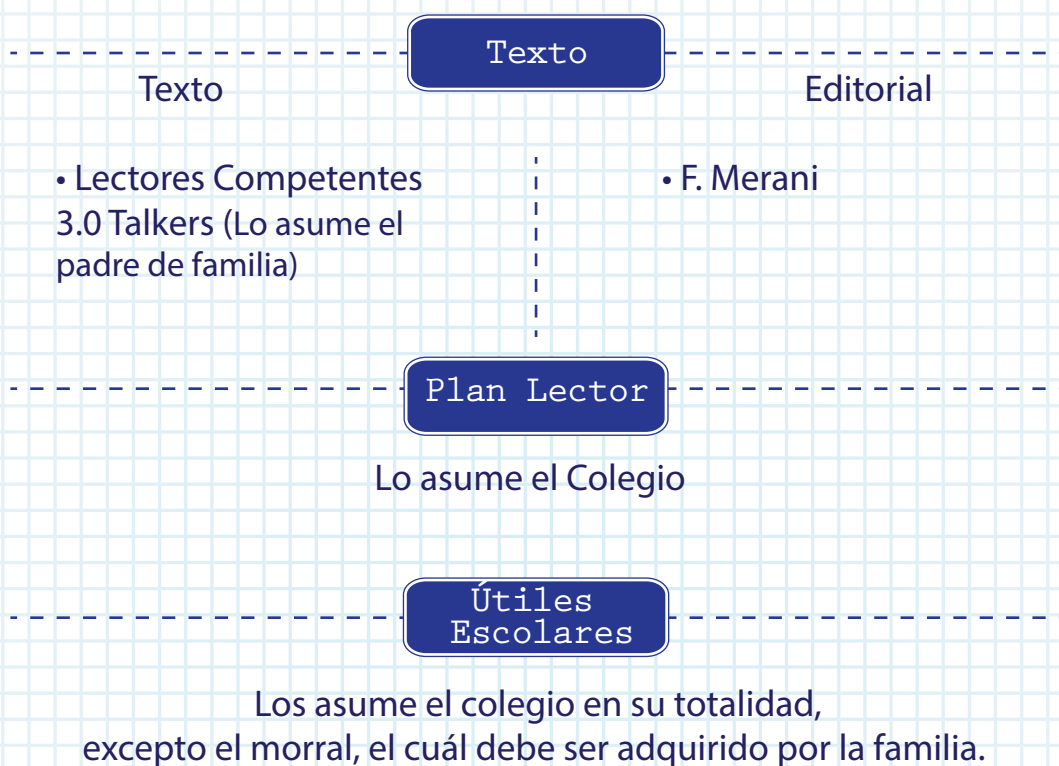 Texto
Texto
Editorial
• Lectores Competentes
3.0 Talkers (Lo asume el
padre de familia)
• F. Merani
Plan Lector
Lo asume el Colegio
Útiles
Escolares
Los asume el colegio en su totalidad,
excepto el morral, el cuál debe ser adquirido por la familia.